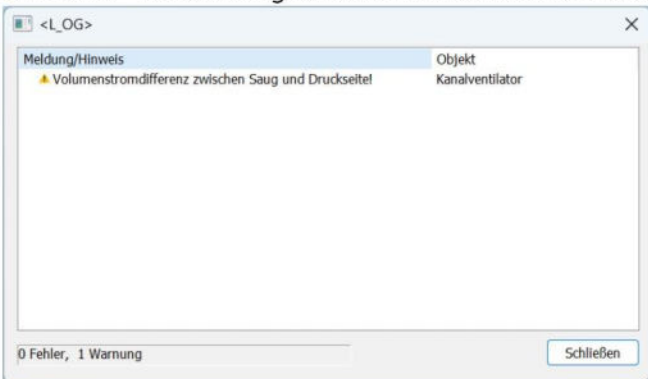 <L_OG>
Meldung/Hinweis Objekt
Volumenstromdifferenz zwischen Saug und Druckseite! Kanalventilator
0 Fehler, 1 Warnung Schließen